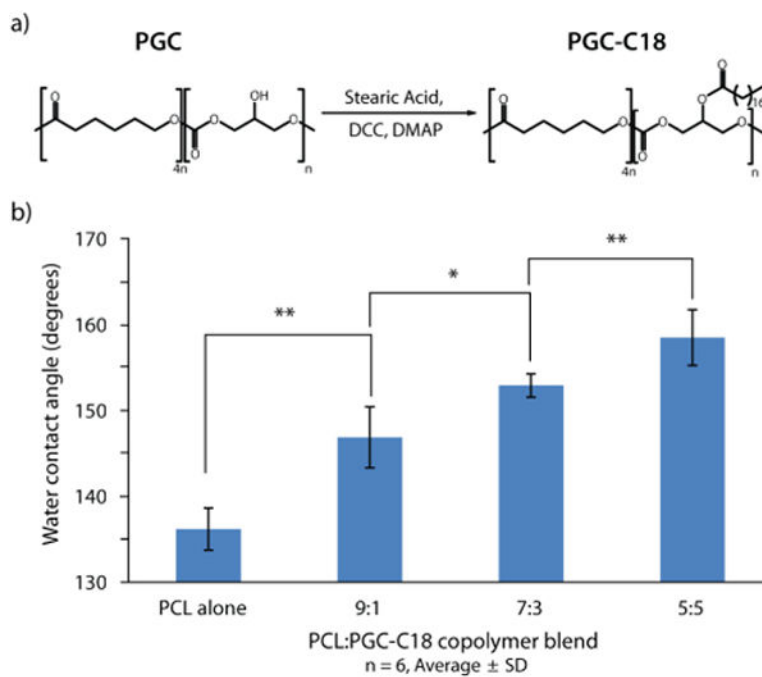 a)
PGC
PGC-C18
O
OH
O
O
O
O
4n
n
Stearic Acid,
DCC, DMAP
O
O
O
16
O
O
O
O
4n
n
b)
170
160
150
140
130
Water contact angle (degrees)
**
*
**
PCL alone
9:1
7:3
5:5
PCL:PGC-C18 copolymer blend
n = 6, Average ± SD